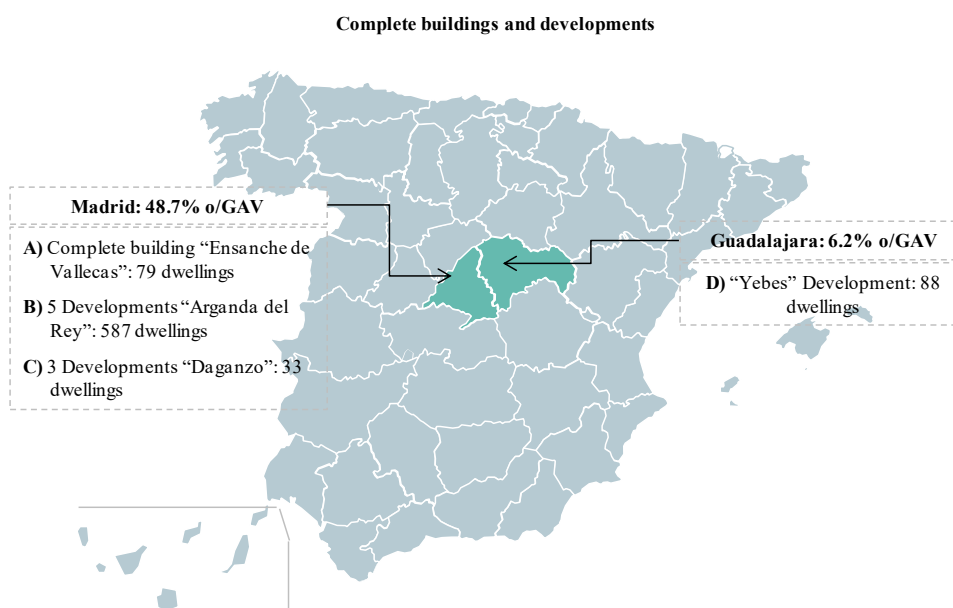 Complete buildings and developments
Madrid: 48.7% o/GAV
A) Complete building “Ensanche de
Vallecas”: 79 dwellings
B) 5 Developments “Arganda del
Rey”: 587 dwellings
C) 3 Developments “Daganzo”: 33
dwellings
Guadalajara: 6.2% o/GAV
D) “Yebes” Development: 88
dwellings